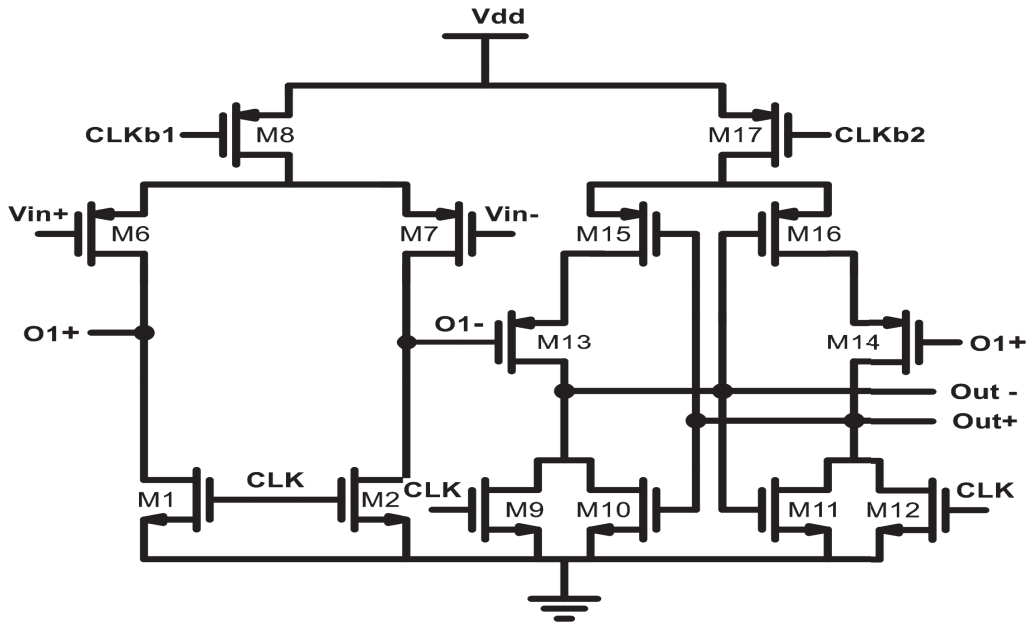 Vdd
CLKb1
M8
M17
CLKb2
Vin+
M6
M7
Vin-
M15
M16
O1+
O1-
M13
M14
O1+
Out -
Out+
M1
CLK
M2
CLK
M9
M10
M11
M12
CLK